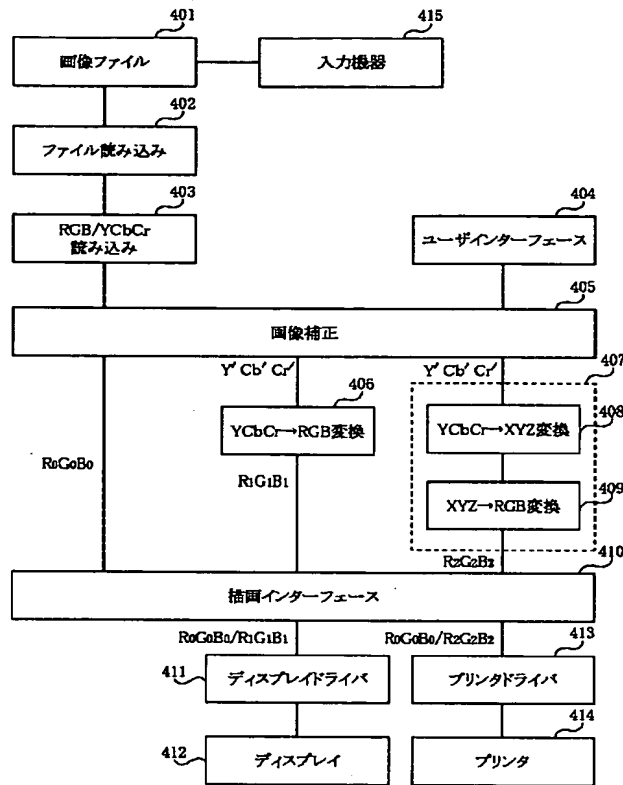 401
画像ファイル
415
入力機器
402
ファイル読み込み
403
RGB/YCbCr
読み込み
404
ユーザインターフェース
405
画像補正
Y' Cb' Cr'
Y' Cb' Cr'
407
406
YCbCr→RGB変換
408
YCbCr→XYZ変換
R0G0B0
R1G1B1
409
XYZ→RGB変換
R2G2B2
410
描画インターフェース
R0G0B0/R1G1B1
R0G0B0/R2G2B2
411
ディスプレイドライバ
413
プリンタドライバ
412
ディスプレイ
414
プリンタ